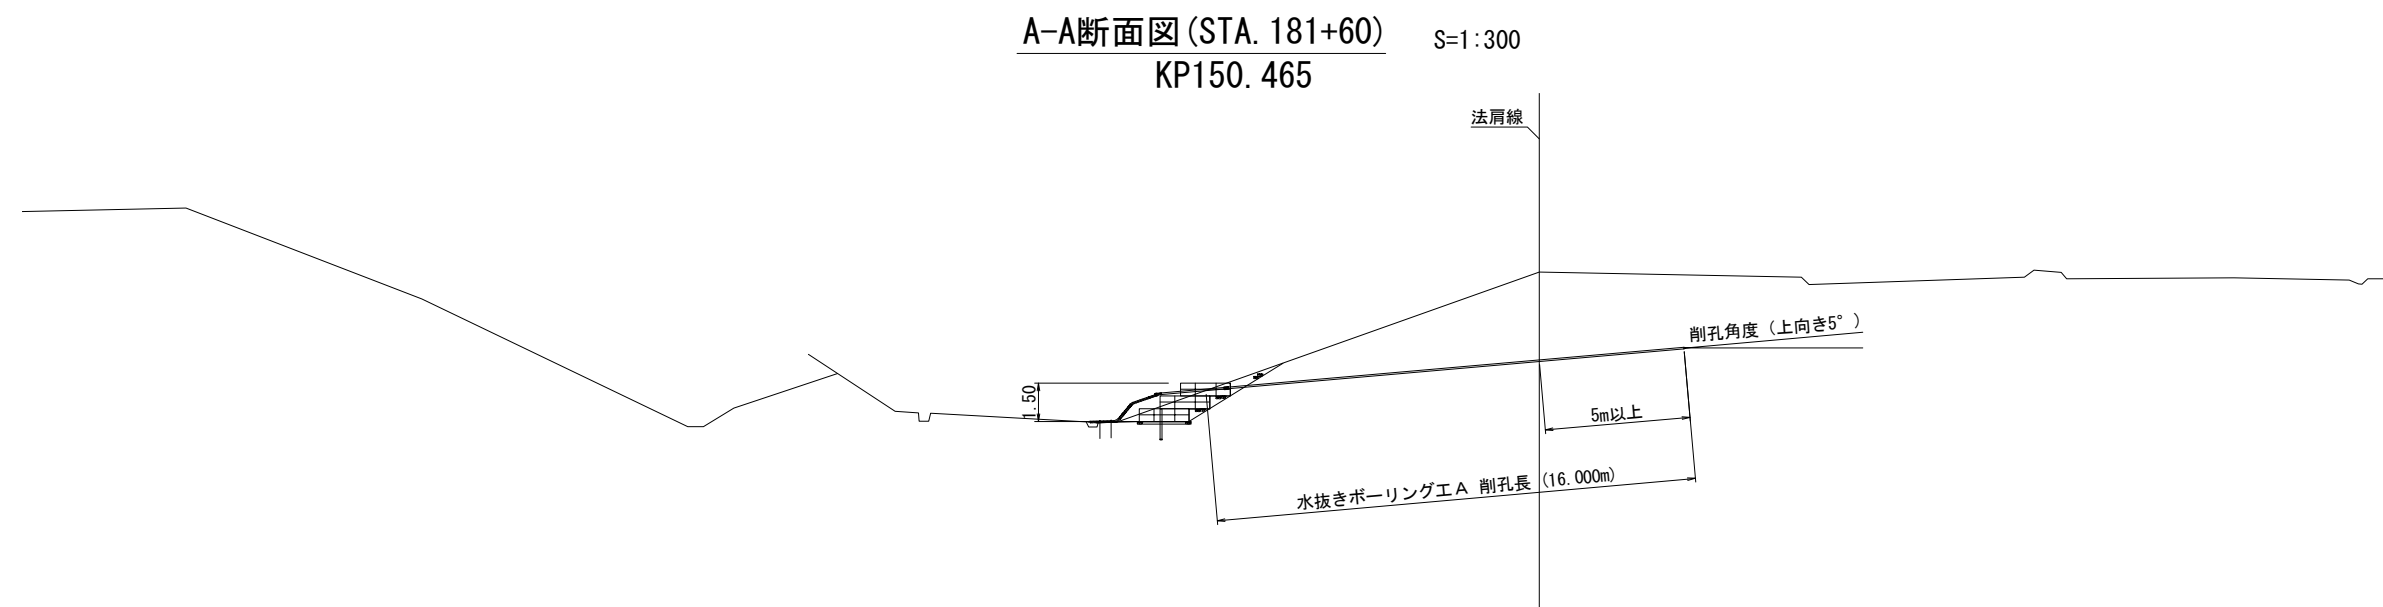 A-A断面図(STA.181+60) S=1:300
KP150.465
法肩線
削孔角度（上向き5°）
1.50
5m以上
水抜きボーリング工Ａ 削孔長 (16.000m)